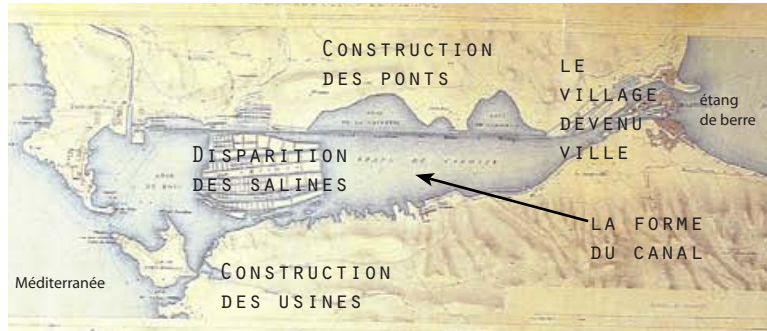 Construction
des ponts
le
village
devenu
ville
étang
de berre
Disparition
des salines
la forme
du canal
Construction
des usines
Méditerranée